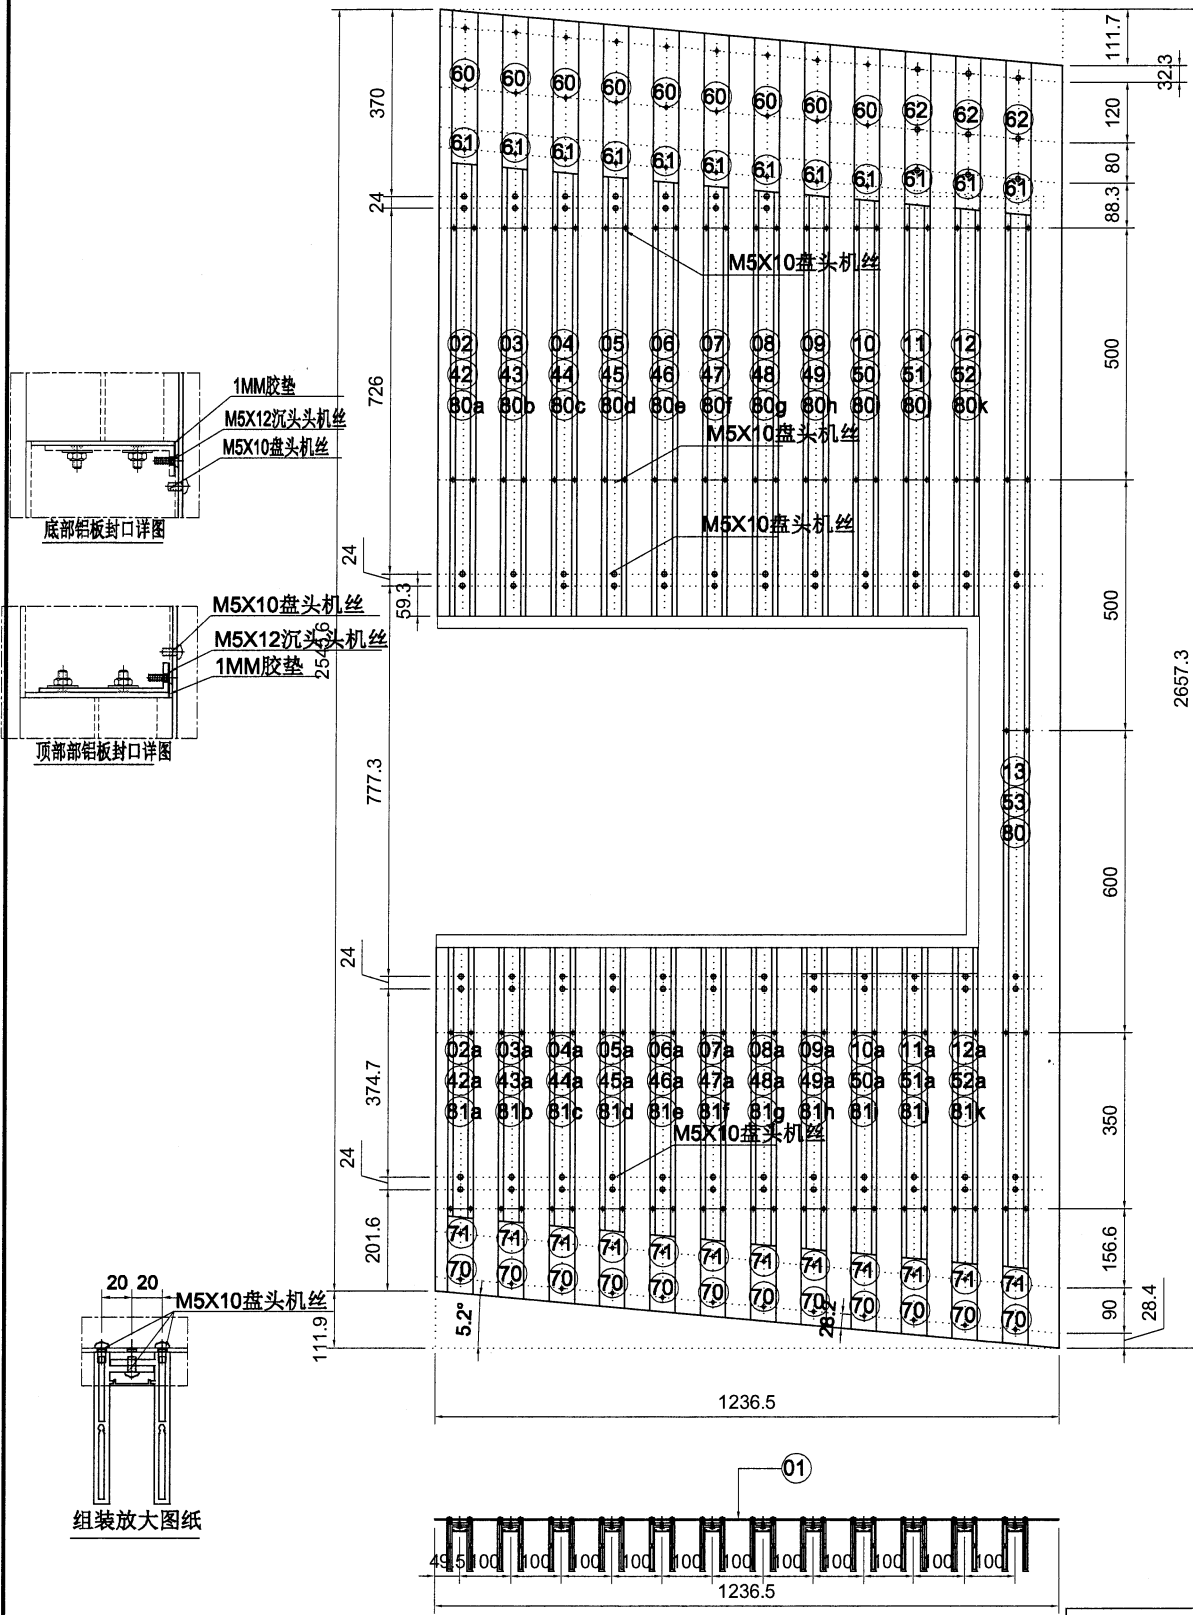 111.7
32.3
370
120
80
88.3
24
60 60 60 60 60 60 60 60 60 62 62 62
61 61 61 61 61 61 61 61 61 61 61 61
M5X10盘头机丝
02 03 04 05 06 07 08 09 10 11 12
42 43 44 45 46 47 48 49 50 51 52
80a 80b 80c 80d 80e 80f 80g 80h 80i 80j 80k
M5X10盘头机丝
M5X10盘头机丝
726
500
500
24
59.3
1MM胶垫
M5X12沉头头机丝
M5X10盘头机丝
底部铝板封口详图
M5X10盘头机丝
M5X12沉头头机丝
1MM胶垫
顶部部铝板封口详图
2657.3
777.3
13
53
80
600
24
374.7
24
201.6
111.9
02a 03a 04a 05a 06a 07a 08a 09a 10a 11a 12a
42a 43a 44a 45a 46a 47a 48a 49a 50a 51a 52a
81a 81b 81c 81d 81e 81f 81g 81h 81i 81j 81k
M5X10盘头机丝
350
156.6
90
28.4
71 71 71 71 71 71 71 71 71 71 71 71
70 70 70 70 70 70 70 70 70 70 70 70
5.2°
28.2
1236.5
20 20
M5X10盘头机丝
组装放大图纸
01
49.5 100 100 100 100 100 100 100 100 100 100 100
1236.5